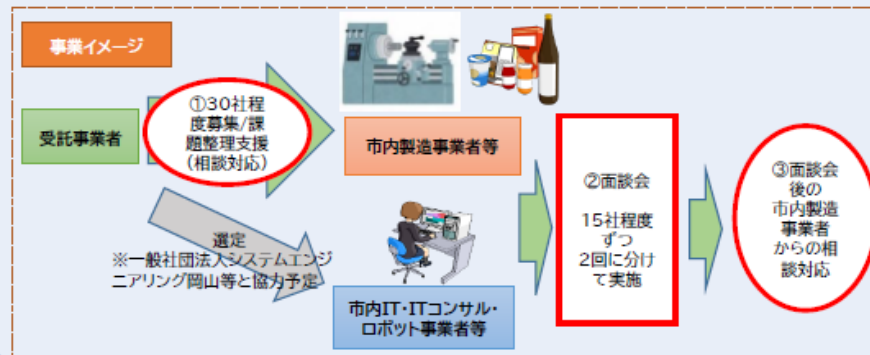 事業イメージ
受託事業者
①30社程
度募集/課
題整理支援
(相談対応)
市内製造事業者等
選定
※一般社団法人システムエンジ
ニアリング岡山等と協力予定
市内IT・ITコンサル・
ロボット事業者等
②面談会
15社程度
ずつ
2回に分け
て実施
③面談会
後の
市内製造
事業者
からの相
談対応